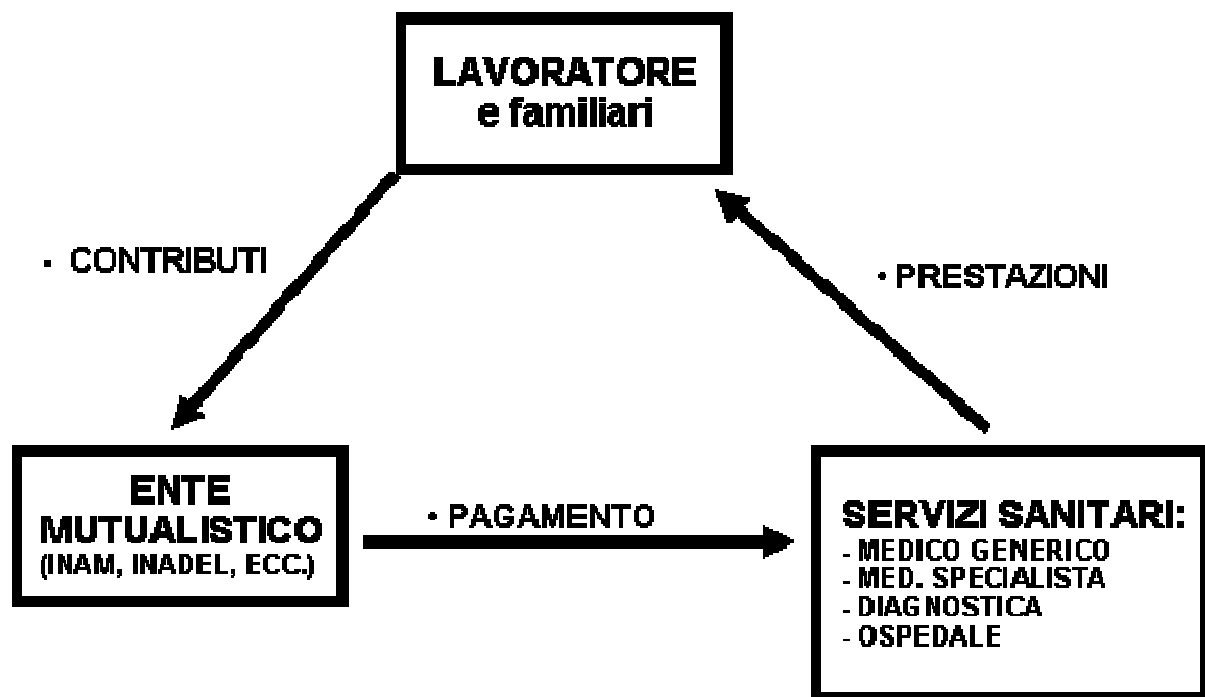 LAVORATORE
e familiari
· CONTRIBUTI
· PRESTAZIONI
ENTE
MUTUALISTICO
(INAM, INADEL, ECC.)
· PAGAMENTO
SERVIZI SANITARI:
- MEDICO GENERICO
- MED. SPECIALISTA
- DIAGNOSTICA
- OSPEDALE